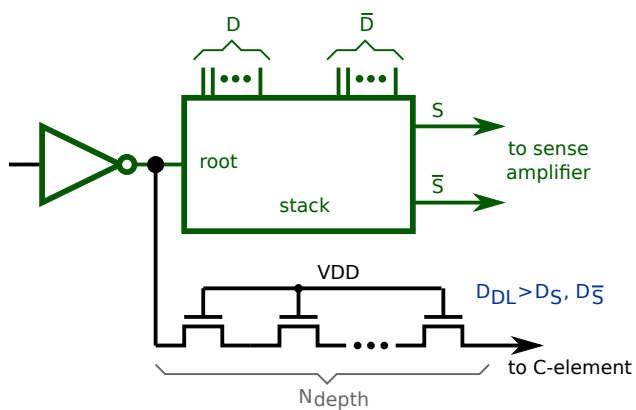 D D̅
S
root
to sense
amplifier
S̅
stack
VDD
D_DL>D_S, D_S̅
to C-element
N_depth